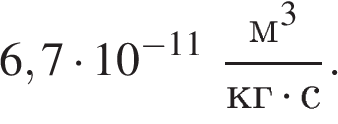 6,7 · 10⁻¹¹ м³/(кг · с).